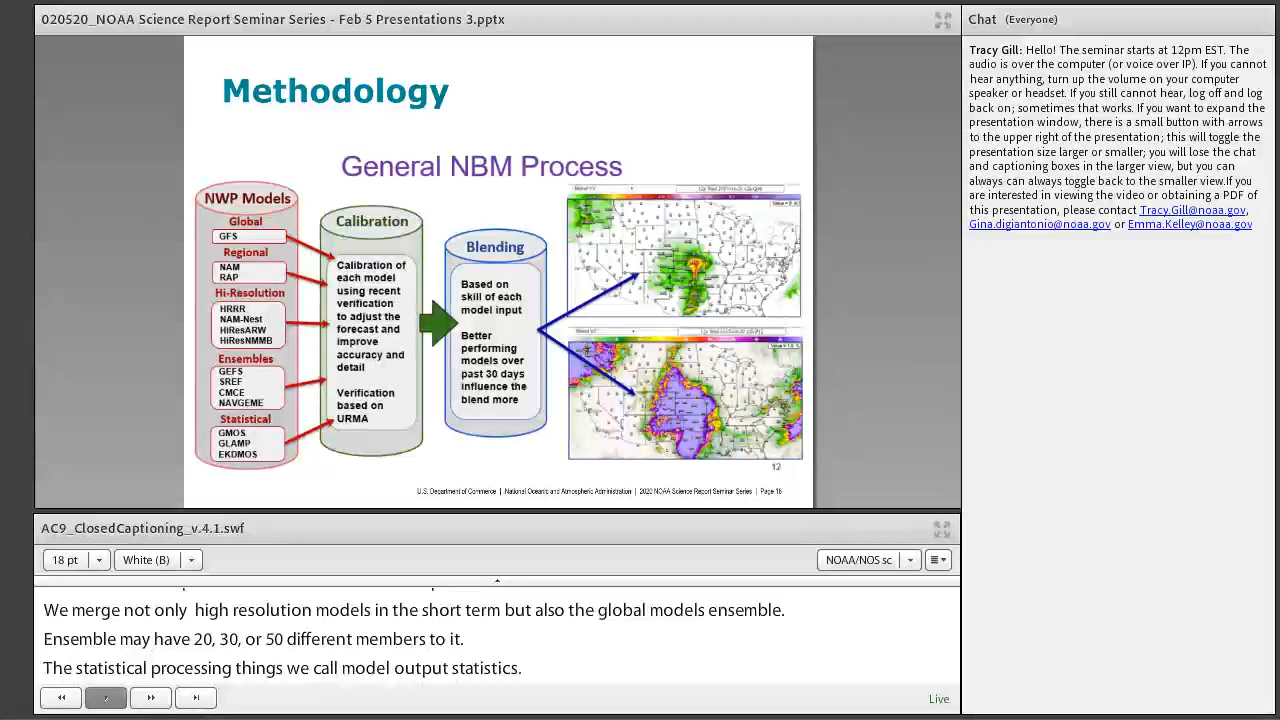 020520_NOAA Science Report Seminar Series - Feb 5 Presentations 3.pptx
Methodology
General NBM Process
NWP Models
Global
GFS
Regional
NAM
RAP
Hi-Resolution
HRRR
NAM-Nest
HiResARW
HiResNMMB
Ensembles
GEFS
SREF
CMCE
NAVGEME
Statistical
GMOS
GLAMP
EKDMOS
Calibration
Calibration of
each model
using recent
verification
to adjust the
forecast and
improve
accuracy and
detail
Verification
based on
URMA
Blending
Based on
skill of each
model input
Better
performing
models over
past 30 days
influence the
blend more
12
U.S. Department of Commerce | National Oceanic and Atmospheric Administration | 2020 NOAA Science Report Seminar Series | Page 16
Chat (Everyone)
Tracy Gill: Hello! The seminar starts at 12pm EST. The
audio is over the computer (or voice over IP). If you cannot
hear anything, turn up the volume on your computer
speaker or headset. If you still cannot hear, log off and log
back on; sometimes that works. If you want to expand the
presentation window, there is a small button with arrows
to the upper right of the presentation; this will toggle the
presentation size larger or smaller; you will lose the chat
and captioning boxes in the larger view, but you can
always can always toggle back to the smaller view.If you
are interested in viewing the video or obtaining a PDF of
this presentation, please contact Tracy.Gill@noaa.gov,
Gina.digiantonio@noaa.gov or Emma.Kelley@noaa.gov
AC9_ClosedCaptioning_v.4.1.swf
18 pt
White (B)
NOAA/NOS sc
We merge not only high resolution models in the short term but also the global models ensemble.
Ensemble may have 20, 30, or 50 different members to it.
The statistical processing things we call model output statistics.
Live